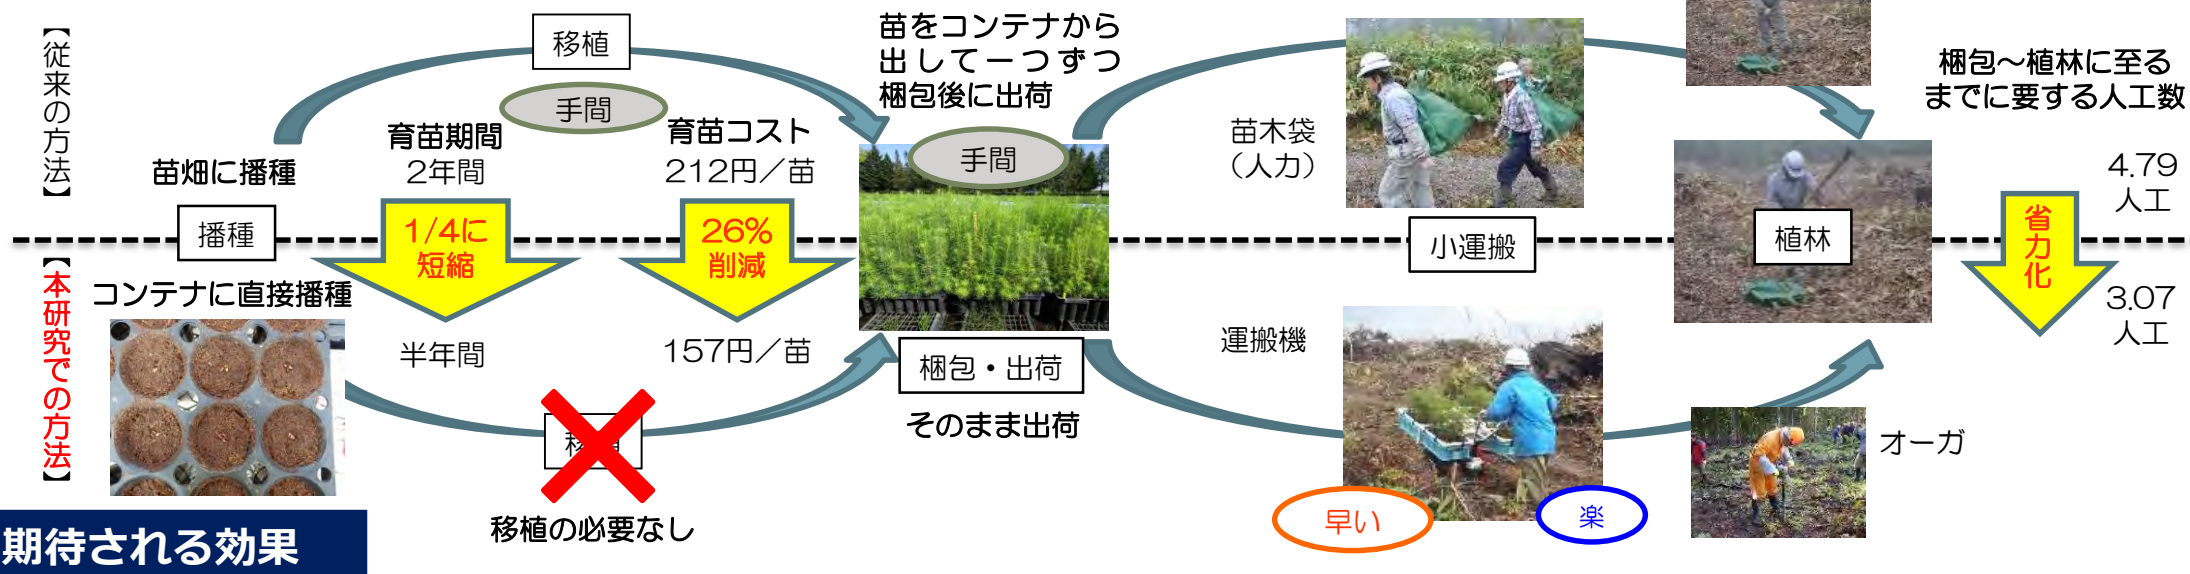 【従来の方法】
移植
手間
苗畑に播種
育苗期間
2年間
育苗コスト
212円／苗
苗をコンテナから
出して一つずつ
梱包後に出荷
手間
苗木袋
（人力）
梱包～植林に至る
までに要する人工数
4.79
人工
播種
1/4に
短縮
26%
削減
小運搬
植林
省力化
【本研究での方法】
コンテナに直接播種
半年間
157円／苗
移植の必要なし
梱包・出荷
そのまま出荷
運搬機
早い
楽
オーガ
3.07
人工
期待される効果